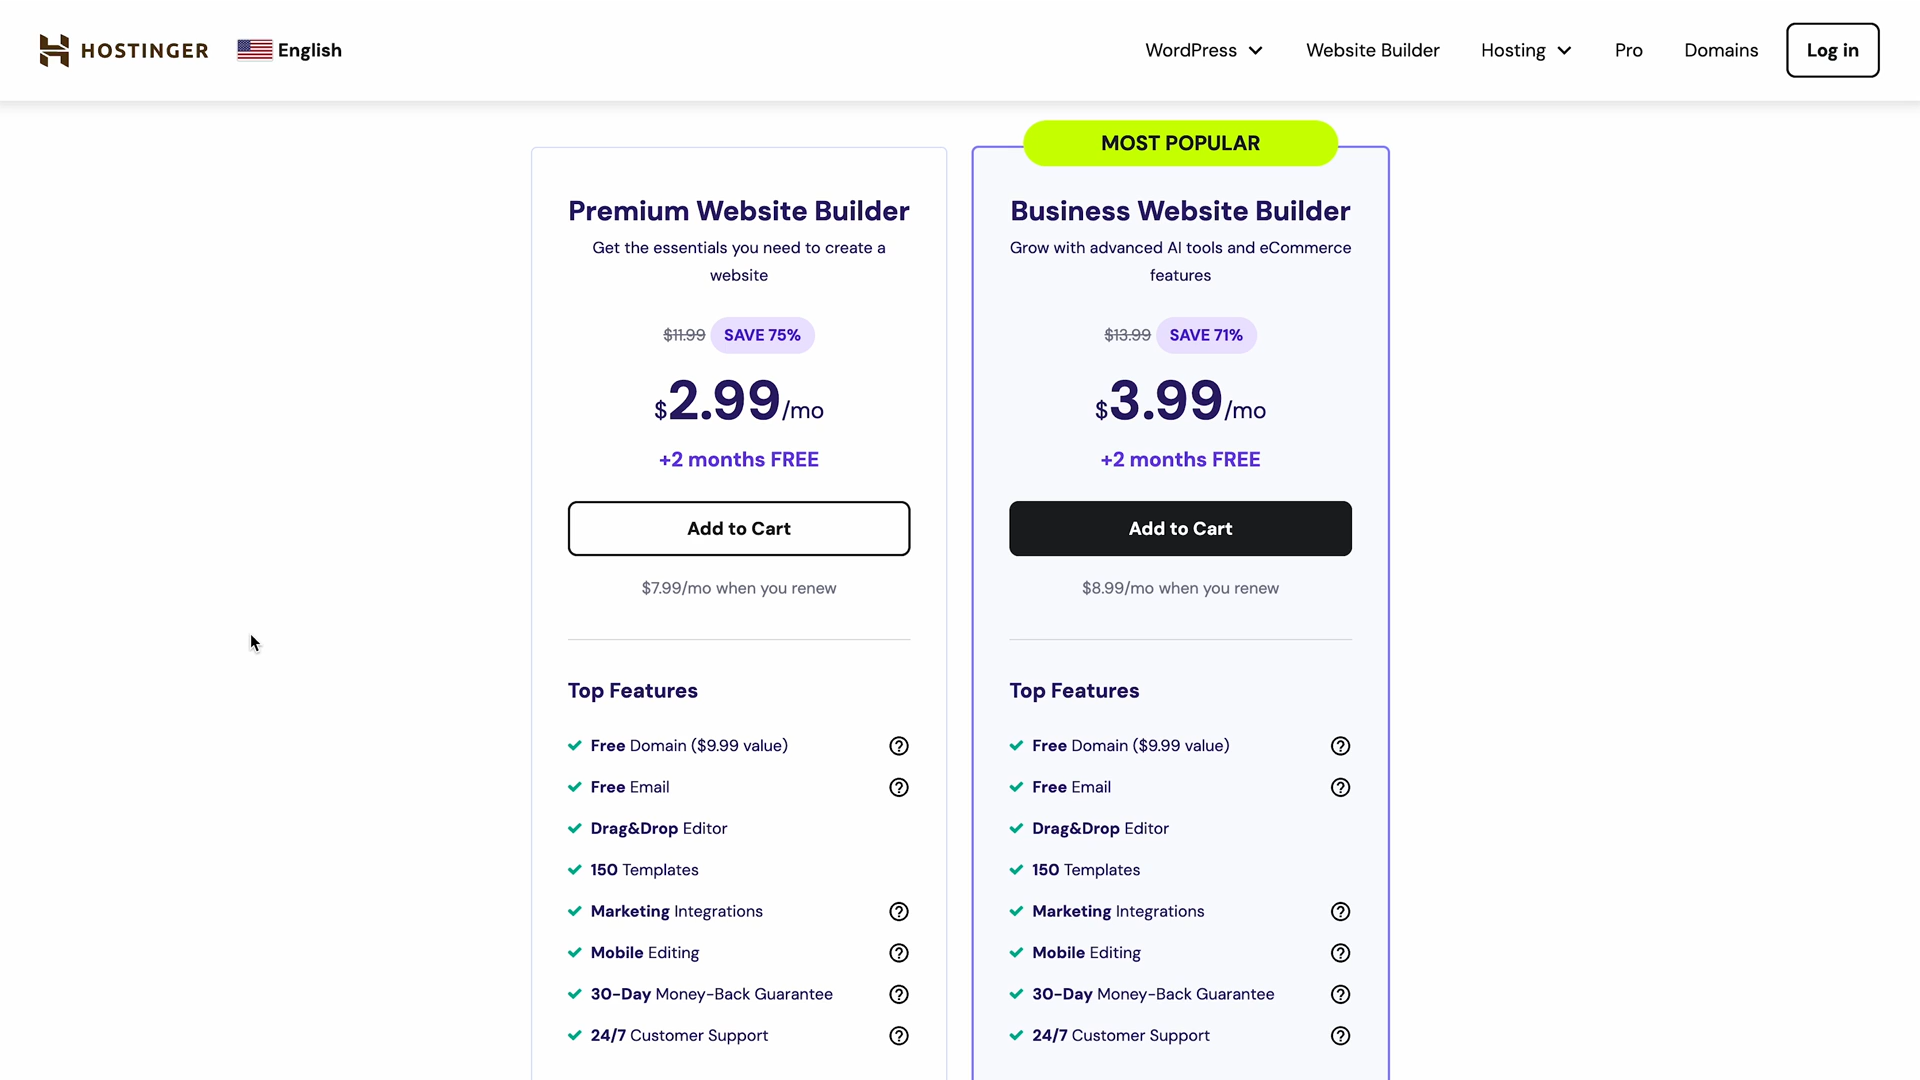 HOSTINGER
English
WordPress
Website Builder
Hosting
Pro
Domains
Log in
Premium Website Builder
Get the essentials you need to create a
website
$11.99 SAVE 75%
$2.99/mo
+2 months FREE
Add to Cart
$7.99/mo when you renew
Top Features
Free Domain ($9.99 value)
Free Email
Drag&Drop Editor
150 Templates
Marketing Integrations
Mobile Editing
30-Day Money-Back Guarantee
24/7 Customer Support
MOST POPULAR
Business Website Builder
Grow with advanced AI tools and eCommerce
features
$13.99 SAVE 71%
$3.99/mo
+2 months FREE
Add to Cart
$8.99/mo when you renew
Top Features
Free Domain ($9.99 value)
Free Email
Drag&Drop Editor
150 Templates
Marketing Integrations
Mobile Editing
30-Day Money-Back Guarantee
24/7 Customer Support